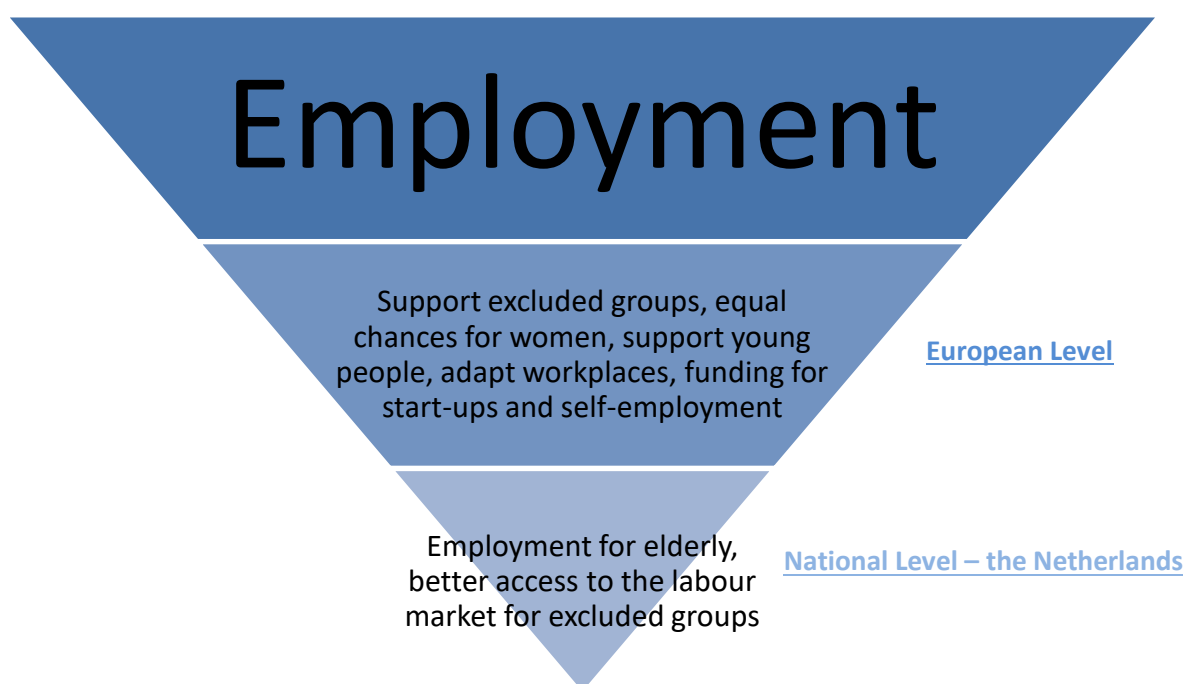 Employment
Support excluded groups, equal
chances for women, support young
people, adapt workplaces, funding for
start-ups and self-employment
European Level
Employment for elderly,
better access to the labour
market for excluded groups
National Level – the Netherlands